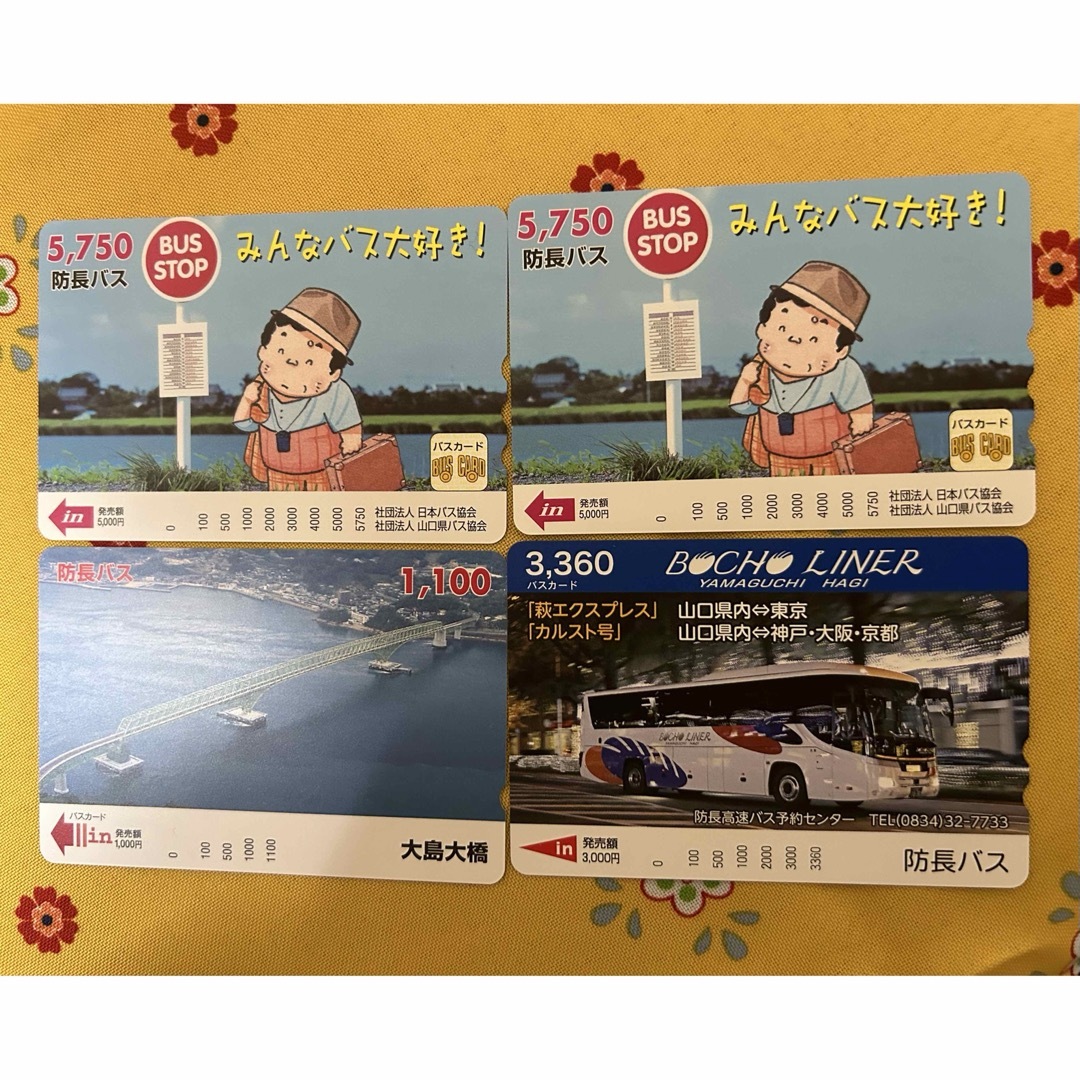 5,750
防長バス
BUS
STOP
みんなバス大好き!
バスカード
BUS CARD
in
発売額
5,000円
0 100 500 1000 2000 3000 4000 5000 5750
社団法人 日本バス協会
社団法人 山口県バス協会
5,750
防長バス
BUS
STOP
みんなバス大好き!
バスカード
BUS CARD
in
発売額
5,000円
0 100 500 1000 2000 3000 4000 5000 5750
社団法人 日本バス協会
社団法人 山口県バス協会
防長バス
1,100
バスカード
in
発売額
1,000円
0 100 500 1000 1100
大島大橋
3,360
バスカード
BOCHO LINER
YAMAGUCHI HAGI
「萩エクスプレス」 山口県内⇔東京
「カルスト号」 山口県内⇔神戸・大阪・京都
BOCHO LINER
YAMAGUCHI HAGI
防長高速バス予約センター TEL(0834)32-7733
in
発売額
3,000円
0 100 500 1000 2000 3000 3360
防長バス